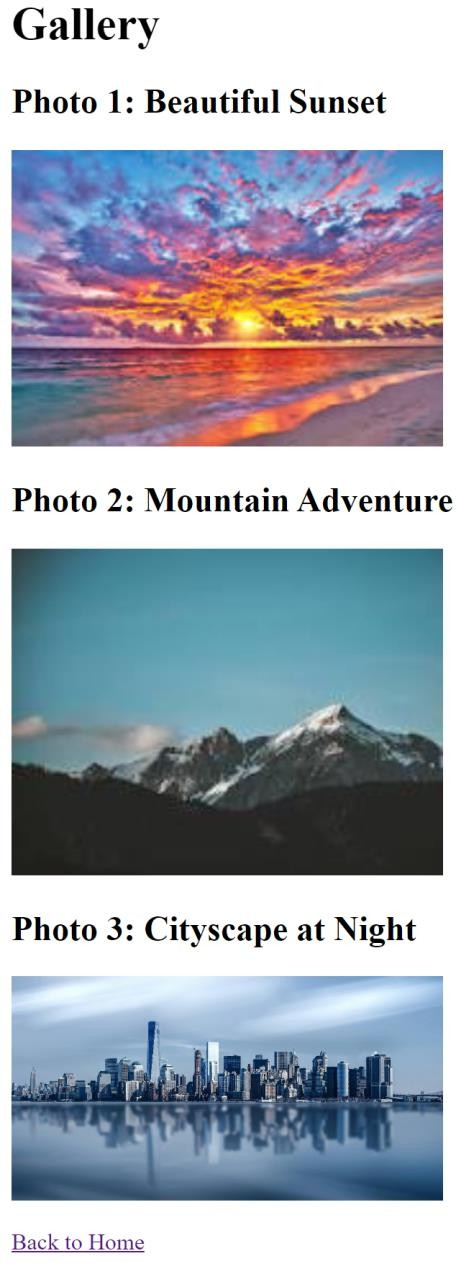 Gallery
Photo 1: Beautiful Sunset
Photo 2: Mountain Adventure
Photo 3: Cityscape at Night
Back to Home